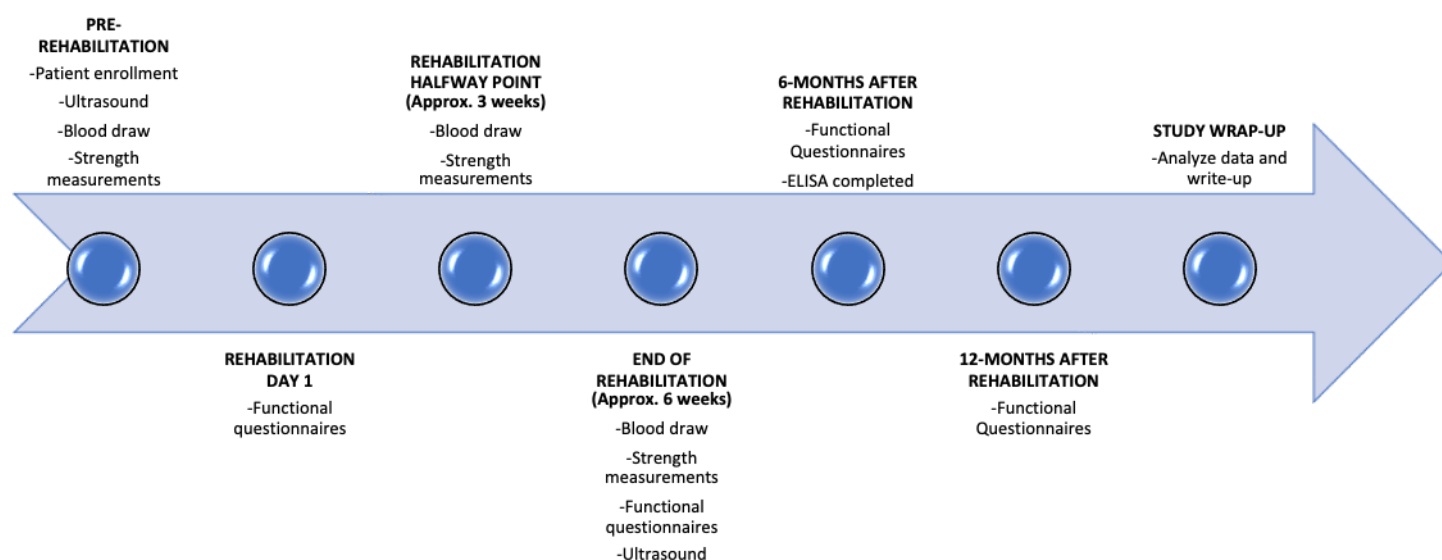 PRE-
REHABILITATION
-Patient enrollment
-Ultrasound
-Blood draw
-Strength
measurements
REHABILITATION
DAY 1
-Functional
questionnaires
REHABILITATION
HALFWAY POINT
(Approx. 3 weeks)
-Blood draw
-Strength
measurements
END OF
REHABILITATION
(Approx. 6 weeks)
-Blood draw
-Strength
measurements
-Functional
questionnaires
-Ultrasound
6-MONTHS AFTER
REHABILITATION
-Functional
Questionnaires
-ELISA completed
12-MONTHS AFTER
REHABILITATION
-Functional
Questionnaires
STUDY WRAP-UP
-Analyze data and
write-up